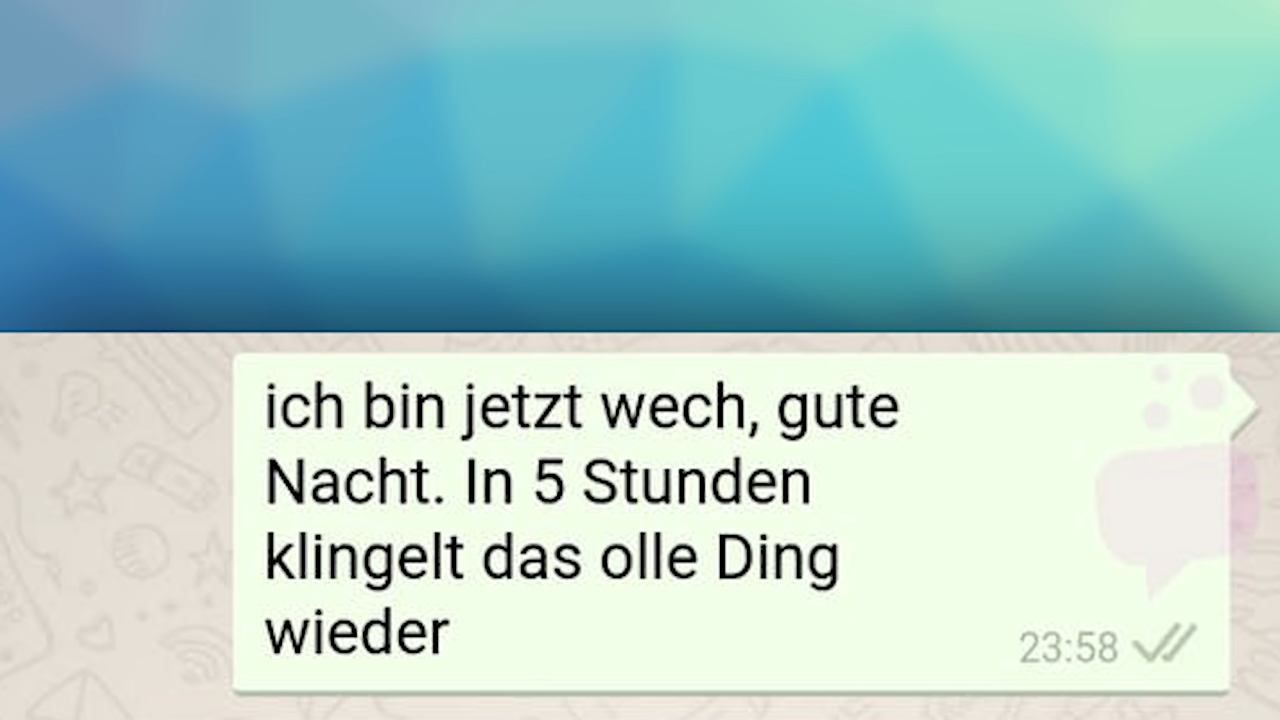 ich bin jetzt wech, gute
Nacht. In 5 Stunden
klingelt das olle Ding
wieder
23:58